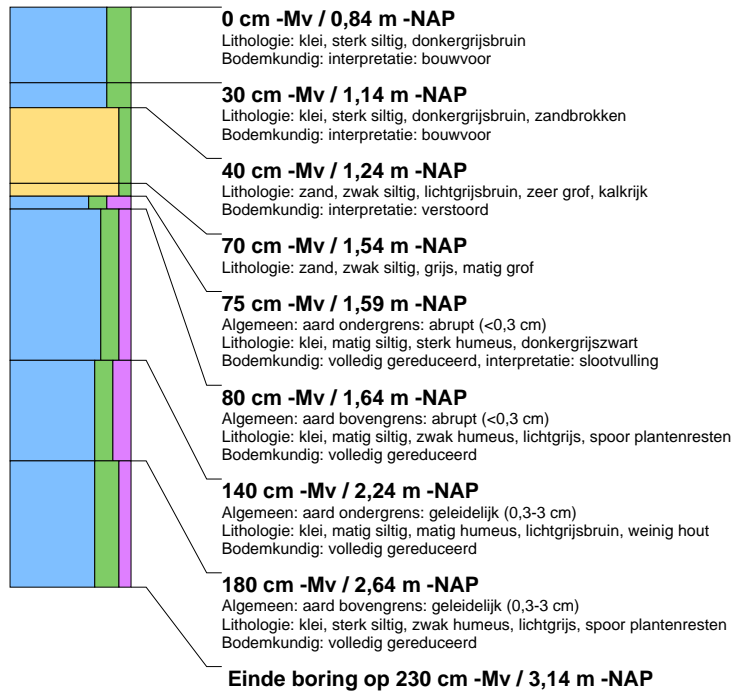 0 cm -Mv / 0,84 m -NAP
Lithologie: klei, sterk siltig, donkergrijsbruin
Bodemkundig: interpretatie: bouwvoor
30 cm -Mv / 1,14 m -NAP
Lithologie: klei, sterk siltig, donkergrijsbruin, zandbrokken
Bodemkundig: interpretatie: bouwvoor
40 cm -Mv / 1,24 m -NAP
Lithologie: zand, zwak siltig, lichtgrijsbruin, zeer grof, kalkrijk
Bodemkundig: interpretatie: verstoord
70 cm -Mv / 1,54 m -NAP
Lithologie: zand, zwak siltig, grijs, matig grof
75 cm -Mv / 1,59 m -NAP
Algemeen: aard ondergrens: abrupt (<0,3 cm)
Lithologie: klei, matig siltig, sterk humeus, donkergrijszwart
Bodemkundig: volledig gereduceerd, interpretatie: slootvulling
80 cm -Mv / 1,64 m -NAP
Algemeen: aard bovengrens: abrupt (<0,3 cm)
Lithologie: klei, matig siltig, zwak humeus, lichtgrijs, spoor plantenresten
Bodemkundig: volledig gereduceerd
140 cm -Mv / 2,24 m -NAP
Algemeen: aard ondergrens: geleidelijk (0,3-3 cm)
Lithologie: klei, matig siltig, matig humeus, lichtgrijsbruin, weinig hout
Bodemkundig: volledig gereduceerd
180 cm -Mv / 2,64 m -NAP
Algemeen: aard bovengrens: geleidelijk (0,3-3 cm)
Lithologie: klei, sterk siltig, zwak humeus, lichtgrijs, spoor plantenresten
Bodemkundig: volledig gereduceerd
Einde boring op 230 cm -Mv / 3,14 m -NAP